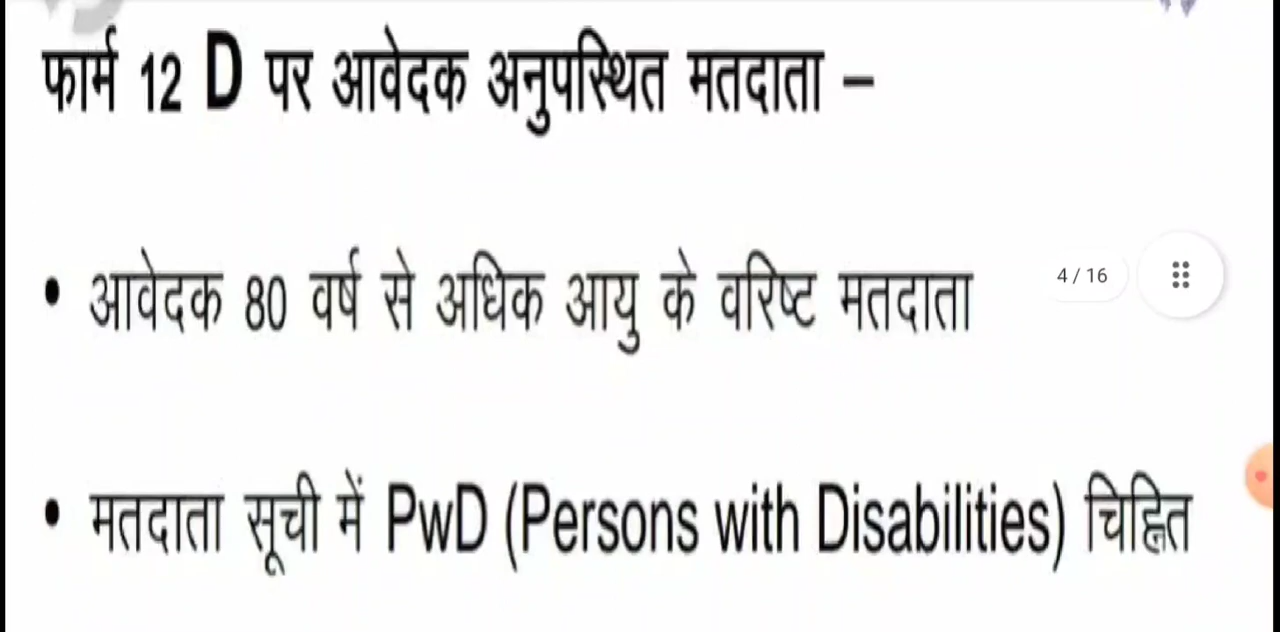 फार्म 12 D पर आवेदक अनुपस्थित मतदाता –
• आवेदक 80 वर्ष से अधिक आयु के वरिष्ट मतदाता
4 / 16
• मतदाता सूची में PwD (Persons with Disabilities) चिह्नित